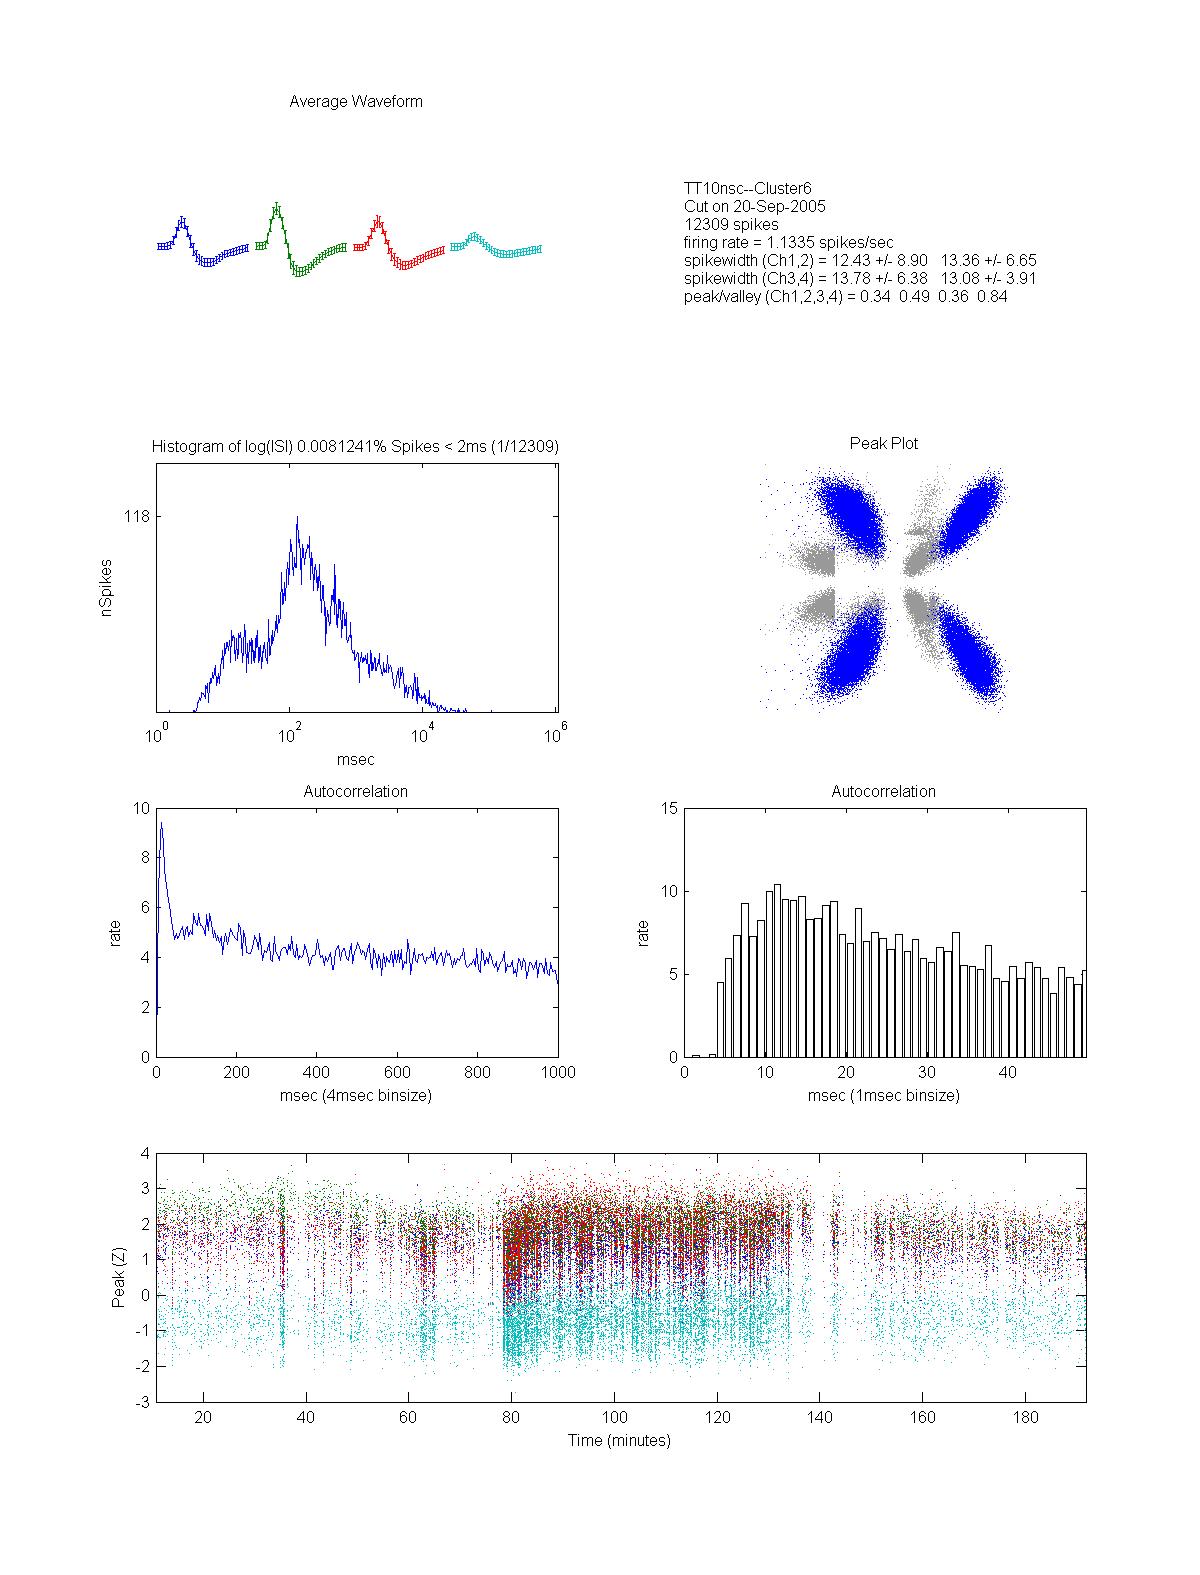 Average Waveform
TT10nsc--Cluster6
Cut on 20-Sep-2005
12309 spikes
firing rate = 1.1335 spikes/sec
spikewidth (Ch1,2) = 12.43 +/- 8.90   13.36 +/- 6.65
spikewidth (Ch3,4) = 13.78 +/- 6.38   13.08 +/- 3.91
peak/valley (Ch1,2,3,4) = 0.34  0.49  0.36  0.84
Histogram of log(ISI) 0.0081241% Spikes < 2ms (1/12309)
118
nSpikes
10^0 10^2 10^4 10^6
msec
Peak Plot
Autocorrelation
10
8
6
4
2
0
rate
0 200 400 600 800 1000
msec (4msec binsize)
Autocorrelation
15
10
5
0
rate
0 10 20 30 40
msec (1msec binsize)
4
3
2
1
0
-1
-2
-3
Peak (Z)
20 40 60 80 100 120 140 160 180
Time (minutes)